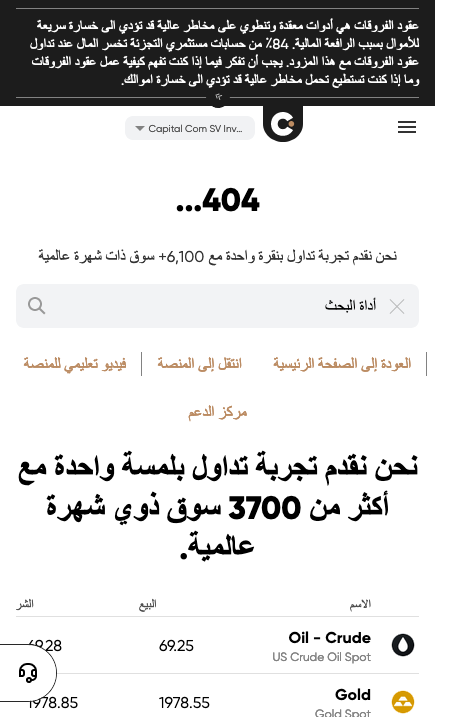 عقود الفروقات هي أدوات معقدة وتنطوي على مخاطر عالية قد تؤدي الى خسارة سريعة
للأموال بسبب الرافعة المالية. 84٪ من حسابات مستثمري التجزئة تخسر المال عند تداول
عقود الفروقات مع هذا المزود. يجب أن تفكر فيما إذا كنت تفهم كيفية عمل عقود الفروقات
وما إذا كنت تستطيع تحمل مخاطر عالية قد تؤدي الى خسارة اموالك.
Capital Com SV Inv...
404...
نحن نقدم تجربة تداول بنقرة واحدة مع 6,100+ سوق ذات شهرة عالمية
أداة البحث
العودة إلى الصفحة الرئيسية
انتقل إلى المنصة
فيديو تعليمي للمنصة
مركز الدعم
نحن نقدم تجربة تداول بلمسة واحدة مع
أكثر من 3700 سوق ذوي شهرة
عالمية.
الاسم البيع الشر
Oil - Crude 69.25 69.28
US Crude Oil Spot
Gold 1978.55 1978.85
Gold Spot